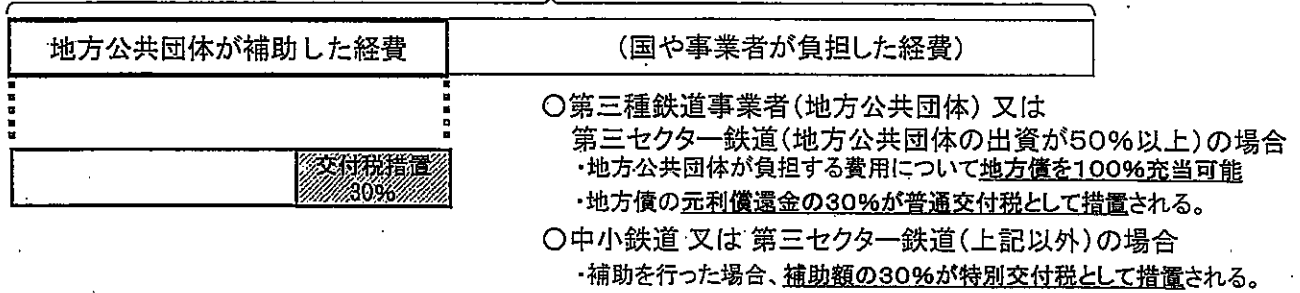 地方公共団体が補助した経費
(国や事業者が負担した経費)
交付税措置
30%
○第三種鉄道事業者(地方公共団体)又は
第三セクター鉄道(地方公共団体の出資が50%以上)の場合
・地方公共団体が負担する費用について地方債を100%充当可能
・地方債の元利償還金の30%が普通交付税として措置される。
○中小鉄道又は第三セクター鉄道(上記以外)の場合
・補助を行った場合、補助額の30%が特別交付税として措置される。